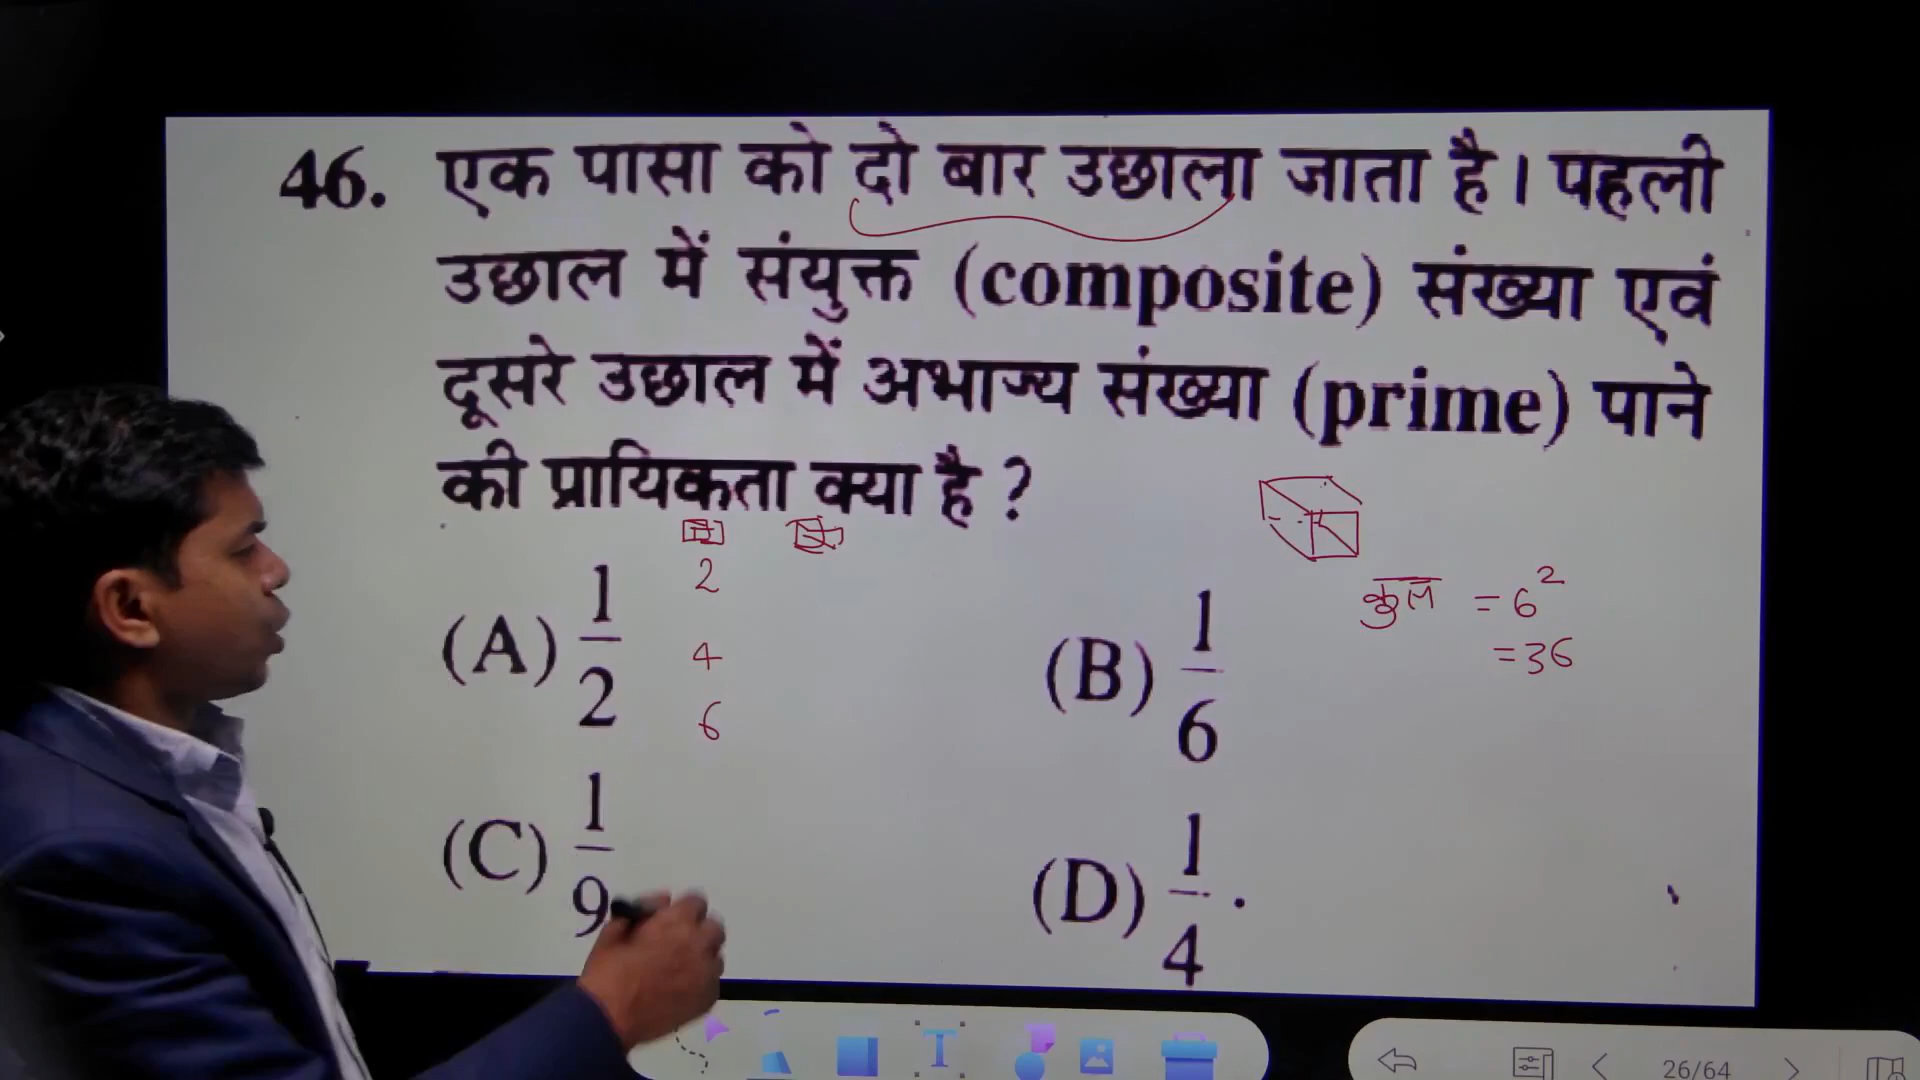 46. एक पासा को दो बार उछाला जाता है। पहली
उछाल में संयुक्त (composite) संख्या एवं
दूसरे उछाल में अभाज्य संख्या (prime) पाने
की प्रायिकता क्या है ?
(A) 1/2
(B) 1/6
(C) 1/9
(D) 1/4 .
2
4
6
कुल = 6²
= 36
T
26/64